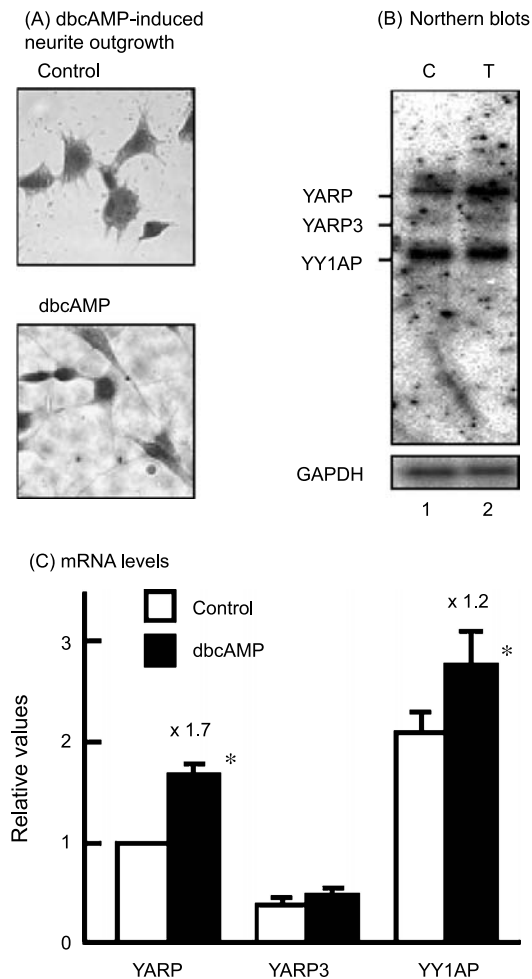 (A) dbcAMP-induced
neurite outgrowth
Control
dbcAMP
(B) Northern blots
C T
YARP
YARP3
YY1AP
GAPDH
1 2
(C) mRNA levels
Control
dbcAMP
x 1.7
*
x 1.2
*
Relative values
3
2
1
0
YARP YARP3 YY1AP